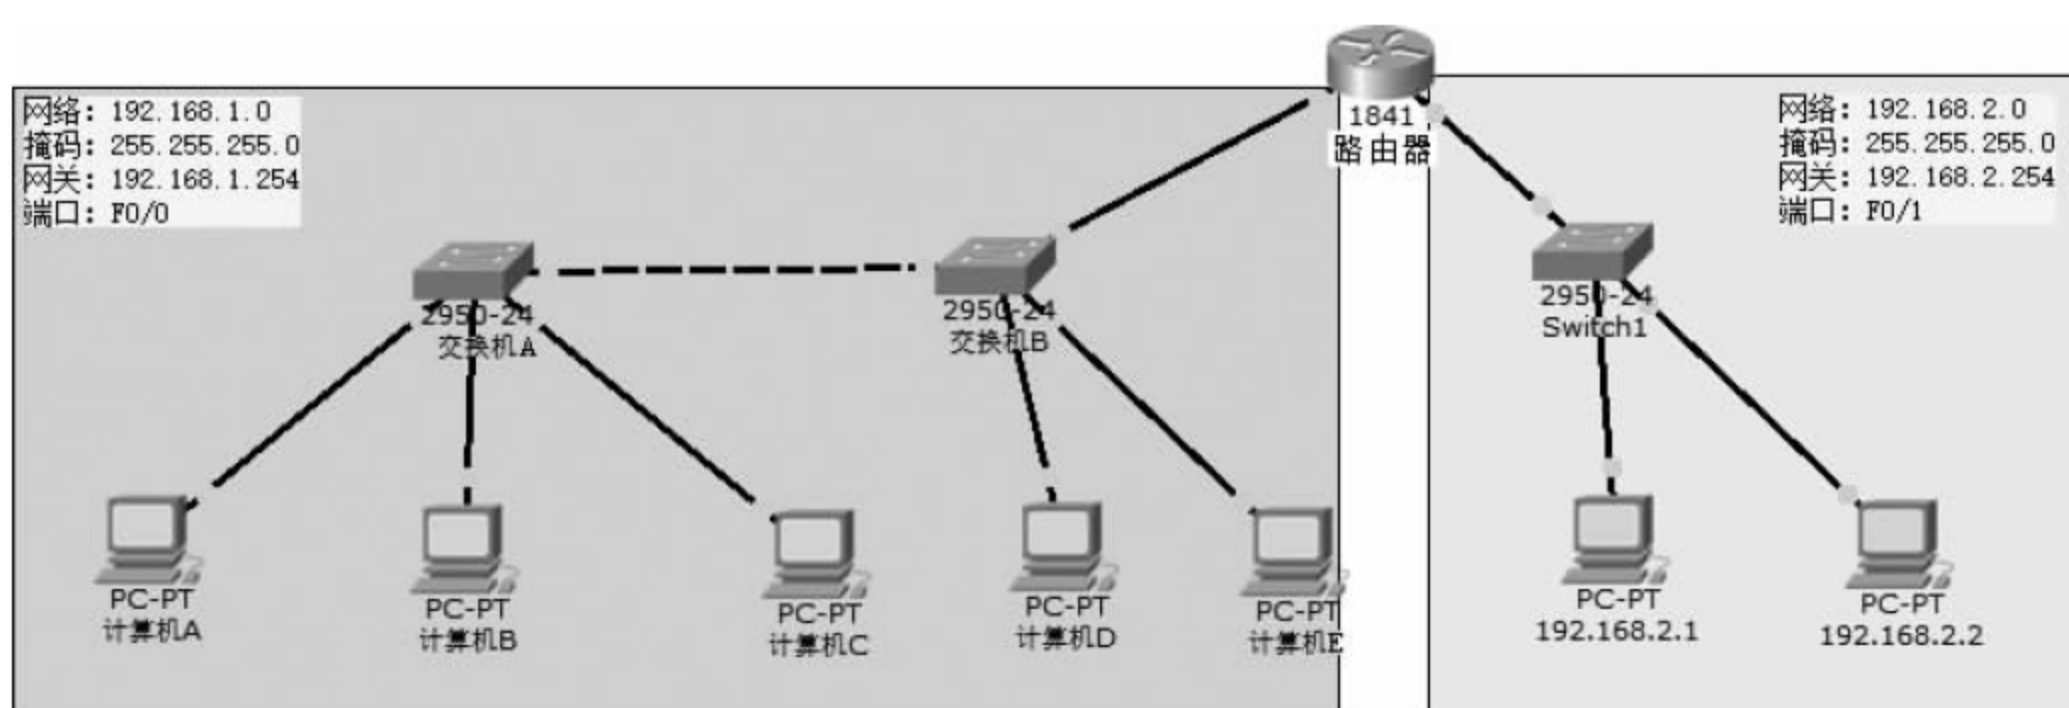 网络: 192.168.1.0
掩码: 255.255.255.0
网关: 192.168.1.254
端口: F0/0
1841
路由器
网络: 192.168.2.0
掩码: 255.255.255.0
网关: 192.168.2.254
端口: F0/1
2950-24
交换机A
2950-24
交换机B
2950-24
Switch1
PC-PT
计算机A
PC-PT
计算机B
PC-PT
计算机C
PC-PT
计算机D
PC-PT
计算机E
PC-PT
192.168.2.1
PC-PT
192.168.2.2